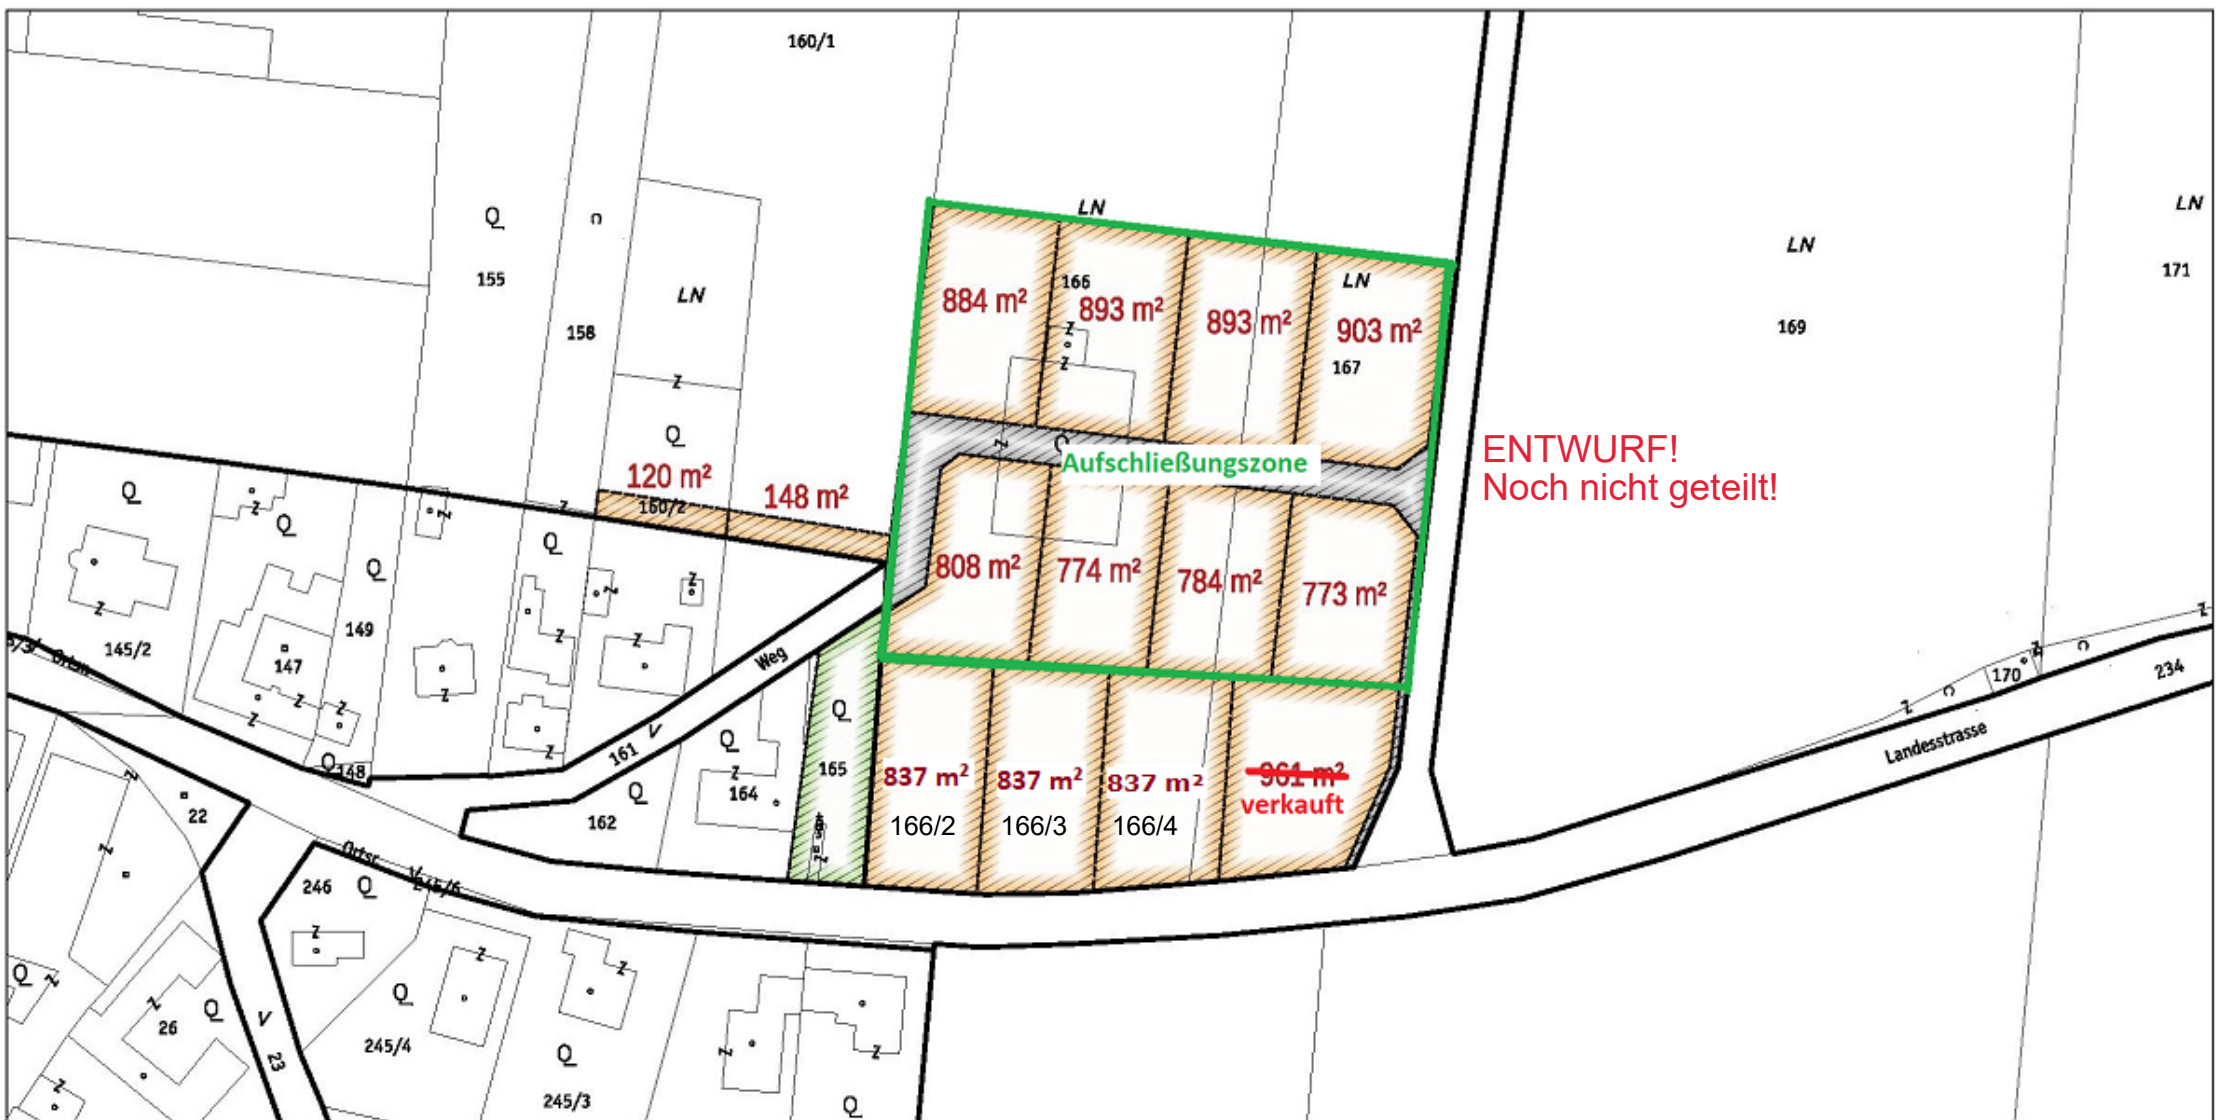 160/1
LN
LN
Q
C
LN
155
171
166
LN
169
LN
884 m²
893 m²
893 m²
903 m²
158
Z
167
Z
Z
Q
Z
Q
Aufschließungszone
ENTWURF!
Noch nicht geteilt!
120 m²
148 m²
160/2
Q
Z
Q
Z
Z
Q
Q
808 m²
774 m²
784 m²
773 m²
Z
Z
Z
149
Z
Z
Z
145/2
Ortsr
147
Weg
Z
C
170
234
Z
Z
Z
Z
Z
Q
Z
C
Landesstrasse
161
V
Q
148
Q
Z
164
165
837 m²
837 m²
837 m²
961 m²
verkauft
Z
22
Q
162
166/2
166/3
166/4
Z
Z
Ortsr
V
245/6
246
Q
Z
Z
Z
Q
Z
Q
Z
Q
V
26
245/4
Q
Z
Z
23
Z
245/3
Q